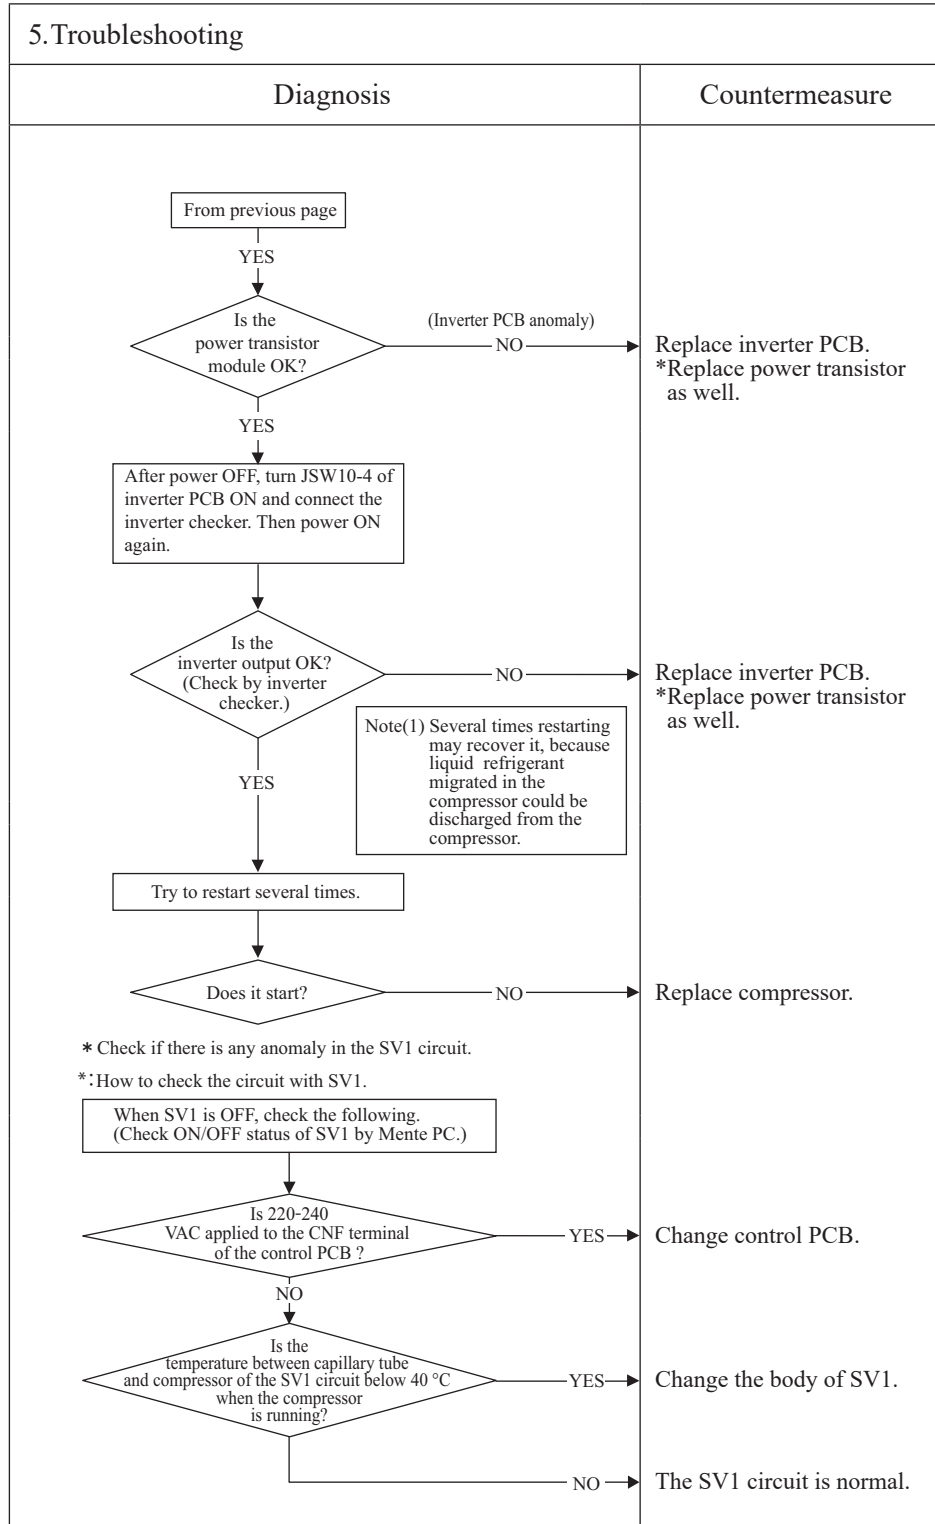 5.Troubleshooting
Diagnosis
Countermeasure
From previous page
YES
Is the
power transistor
module OK?
(Inverter PCB anomaly)
NO
Replace inverter PCB.
*Replace power transistor
as well.
YES
After power OFF, turn JSW10-4 of
inverter PCB ON and connect the
inverter checker. Then power ON
again.
Is the
inverter output OK?
(Check by inverter
checker.)
NO
Replace inverter PCB.
*Replace power transistor
as well.
Note(1) Several times restarting
may recover it, because
liquid refrigerant
migrated in the
compressor could be
discharged from the
compressor.
YES
Try to restart several times.
Does it start?
NO
Replace compressor.
* Check if there is any anomaly in the SV1 circuit.
*:How to check the circuit with SV1.
When SV1 is OFF, check the following.
(Check ON/OFF status of SV1 by Mente PC.)
Is 220-240
VAC applied to the CNF terminal
of the control PCB ?
YES
Change control PCB.
NO
Is the
temperature between capillary tube
and compressor of the SV1 circuit below 40 °C
when the compressor
is running?
YES
Change the body of SV1.
NO
The SV1 circuit is normal.